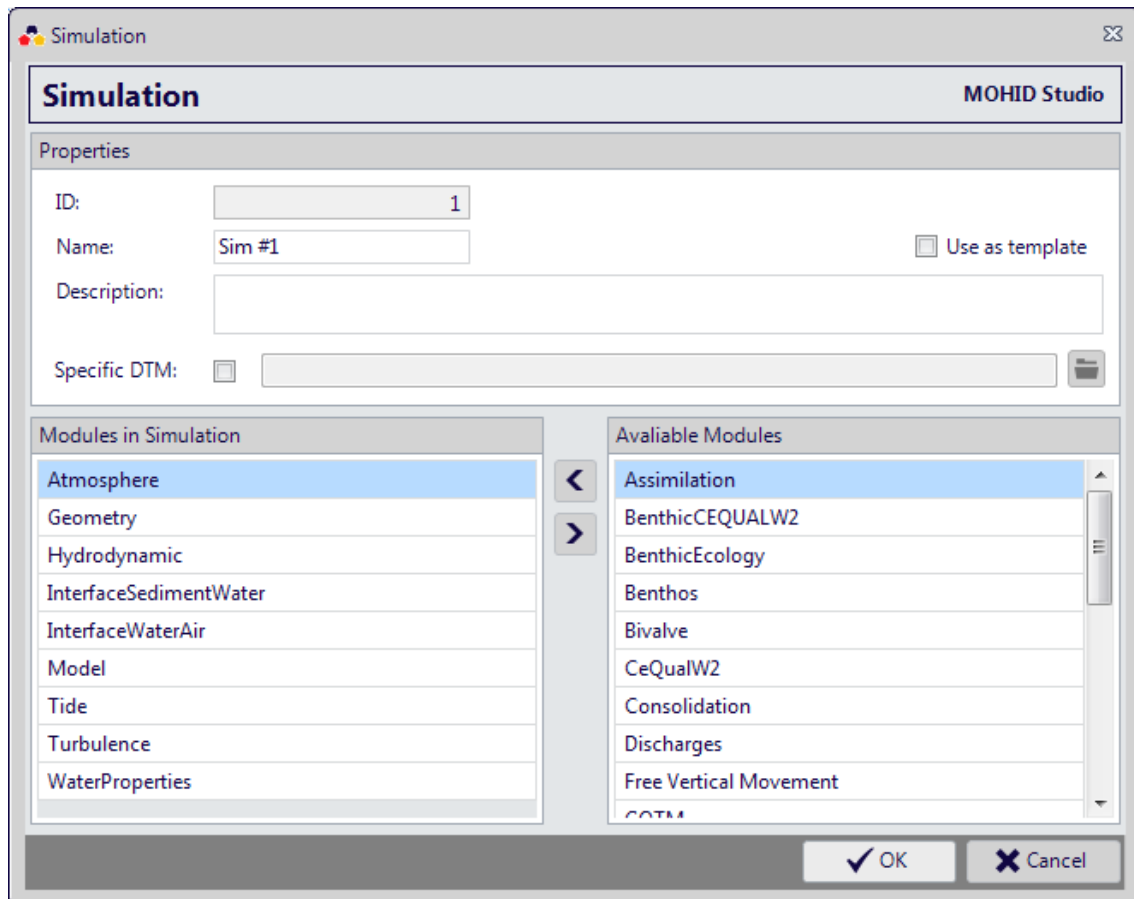 Simulation
Simulation MOHID Studio
Properties
ID: 1
Name: Sim #1 Use as template
Description:
Specific DTM:
Modules in Simulation
Atmosphere
Geometry
Hydrodynamic
InterfaceSedimentWater
InterfaceWaterAir
Model
Tide
Turbulence
WaterProperties
Avaliable Modules
Assimilation
BenthicCEQUALW2
BenthicEcology
Benthos
Bivalve
CeQualW2
Consolidation
Discharges
Free Vertical Movement
OK Cancel